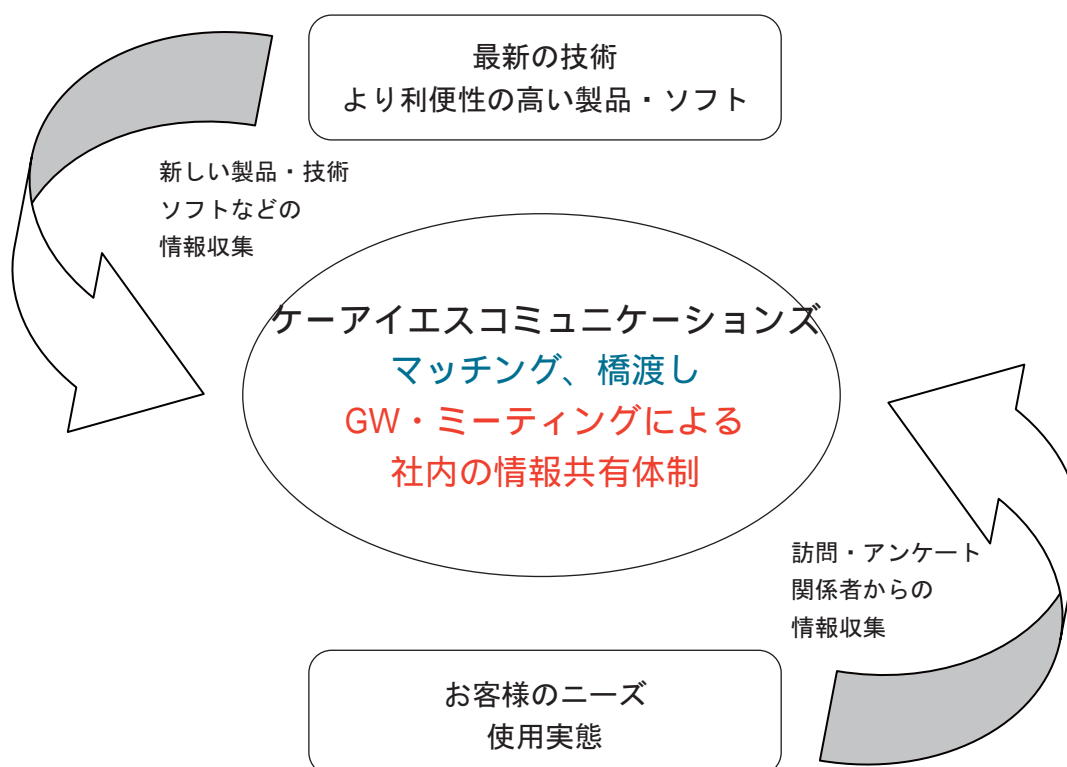 最新の技術
より利便性の高い製品・ソフト
新しい製品・技術
ソフトなどの
情報収集
ケーアイエスコミュニケーションズ
マッチング、橋渡し
GW・ミーティングによる
社内の情報共有体制
訪問・アンケート
関係者からの
情報収集
お客様のニーズ
使用実態